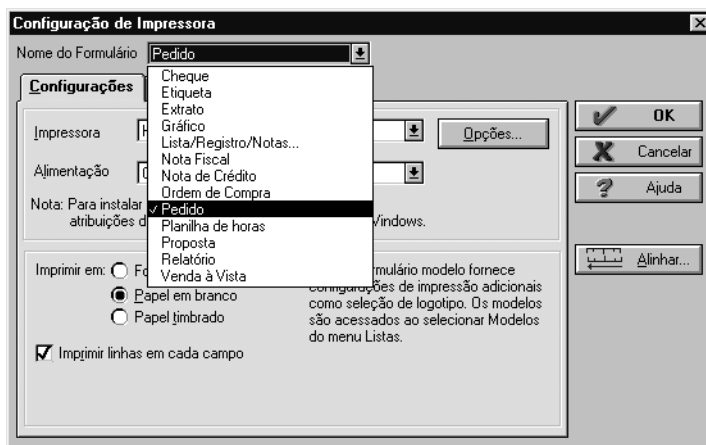 Configuração de Impressora
Nome do Formulário Pedido
Cheque
Etiqueta
Extrato
Gráfico
Lista/Registro/Notas...
Nota Fiscal
Nota de Crédito
Ordem de Compra
✓ Pedido
Planilha de horas
Proposta
Relatório
Venda à Vista
Configurações
Impressora
Opções...
Alimentação
Nota: Para instalar
atribuições
Windows.
Imprimir em:
Papel em branco
Papel timbrado
Imprimir linhas em cada campo
modelo fornece
configurações de impressão adicionais
como seleção de logotipo. Os modelos
são acessados ao selecionar Modelos
do menu Listas.
OK
Cancelar
Ajuda
Alinhar...